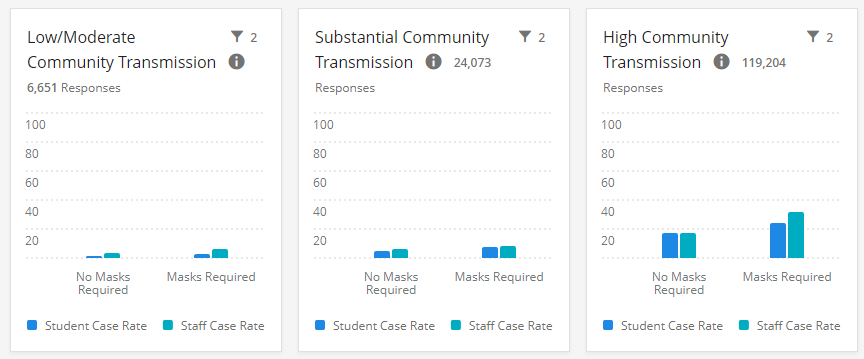 Low/Moderate
2
Community Transmission
6,651 Responses
100
80
60
40
20
No Masks
Required
Masks Required
Student Case Rate
Staff Case Rate
Substantial Community
2
Transmission
24,073
Responses
100
80
60
40
20
No Masks
Required
Masks Required
Student Case Rate
Staff Case Rate
High Community
2
Transmission
119,204
Responses
100
80
60
40
20
No Masks
Required
Masks Required
Student Case Rate
Staff Case Rate